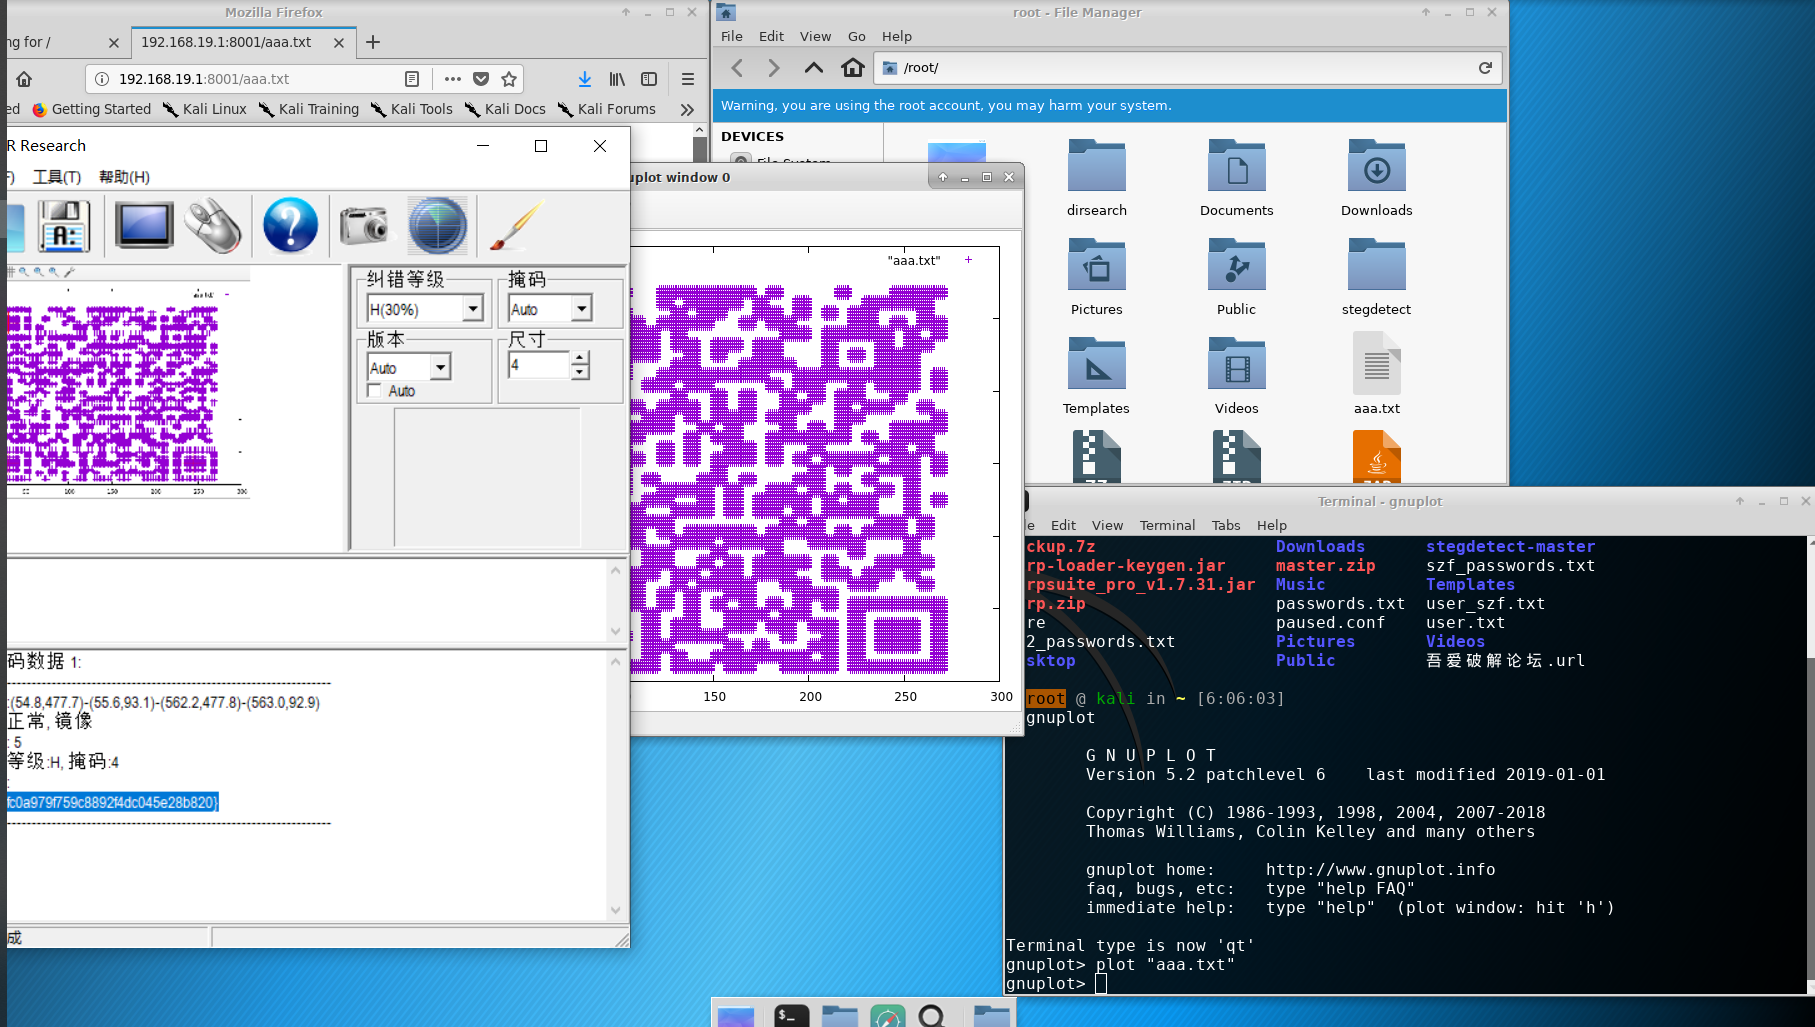 Mozilla Firefox
ng for /
192.168.19.1:8001/aaa.txt
192.168.19.1:8001/aaa.txt
ed
Getting Started
Kali Linux
Kali Training
Kali Tools
Kali Docs
Kali Forums
R Research
F)
工具(T)
帮助(H)
A:
纠错等级
掩码
H(30%)
Auto
版本
尺寸
Auto
4
Auto
50
100
150
200
250
300
码数据 1:
--------------------------------------------------------------------
:(54.8,477.7)-(55.6,93.1)-(562.2,477.8)-(563.0,92.9)
正常, 镜像
: 5
等级:H, 掩码:4
:
fc0a979f759c8892f4dc045e28b820}
--------------------------------------------------------------------
成
uplot window 0
"aaa.txt"
150
200
250
300
root - File Manager
File
Edit
View
Go
Help
/root/
Warning, you are using the root account, you may harm your system.
DEVICES
File System
dirsearch
Documents
Downloads
Pictures
Public
stegdetect
Templates
Videos
aaa.txt
Terminal - gnuplot
le
Edit
View
Terminal
Tabs
Help
ckup.7z Downloads stegdetect-master
rp-loader-keygen.jar master.zip szf_passwords.txt
rpsuite_pro_v1.7.31.jar Music Templates
rp.zip passwords.txt user_szf.txt
re paused.conf user.txt
2_passwords.txt Pictures Videos
sktop Public 吾爱破解论坛.url
root @ kali in ~ [6:06:03]
gnuplot
G N U P L O T
Version 5.2 patchlevel 6 last modified 2019-01-01
Copyright (C) 1986-1993, 1998, 2004, 2007-2018
Thomas Williams, Colin Kelley and many others
gnuplot home: http://www.gnuplot.info
faq, bugs, etc: type "help FAQ"
immediate help: type "help" (plot window: hit 'h')
Terminal type is now 'qt'
gnuplot> plot "aaa.txt"
gnuplot>